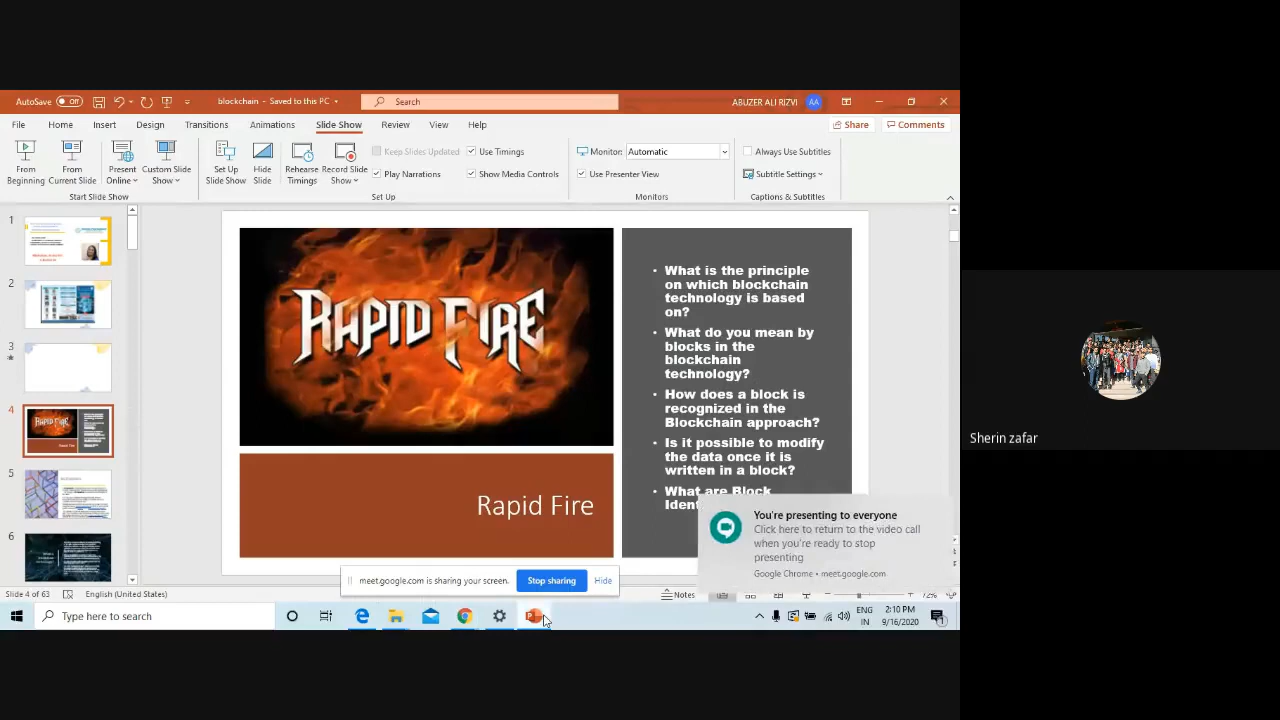 AutoSave Off
blockchain - Saved to this PC
Search
ABUZER ALI RIZVI AA
File Home Insert Design Transitions Animations Slide Show Review View Help
Share Comments
From Beginning
From Current Slide
Present Online
Custom Slide Show
Set Up Slide Show
Hide Slide
Rehearse Timings
Record Slide Show
Keep Slides Updated
Play Narrations
Use Timings
Show Media Controls
Monitor: Automatic
Use Presenter View
Always Use Subtitles
Subtitle Settings
Start Slide Show
Set Up
Monitors
Captions & Subtitles
1
2
3
4
5
6
RAPID FIRE
Rapid Fire
• What is the principle
on which blockchain
technology is based
on?
• What do you mean by
blocks in the
blockchain
technology?
• How does a block is
recognized in the
Blockchain approach?
• Is it possible to modify
the data once it is
written in a block?
• What are Block
You're presenting to everyone
Click here to return to the video call
when you're ready to stop
presenting
Google Chrome • meet.google.com
meet.google.com is sharing your screen. Stop sharing Hide
Slide 4 of 63
English (United States)
Notes
72%
Type here to search
ENG
IN
2:10 PM
9/16/2020
1
Sherin zafar